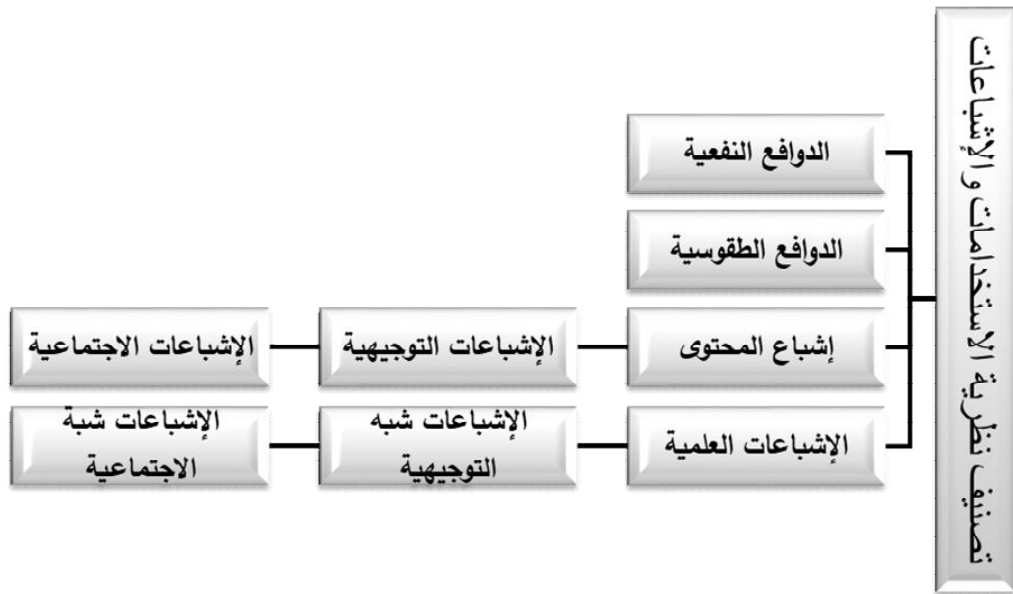 تصنيف نظرية الاستخدامات والإشباعات
الدوافع النفعية
الدوافع الطقوسية
إشباع المحتوى
الإشباعات التوجيهية
الإشباعات الاجتماعية
الإشباعات العلمية
الإشباعات شبه
التوجيهية
الإشباعات شبة
الاجتماعية